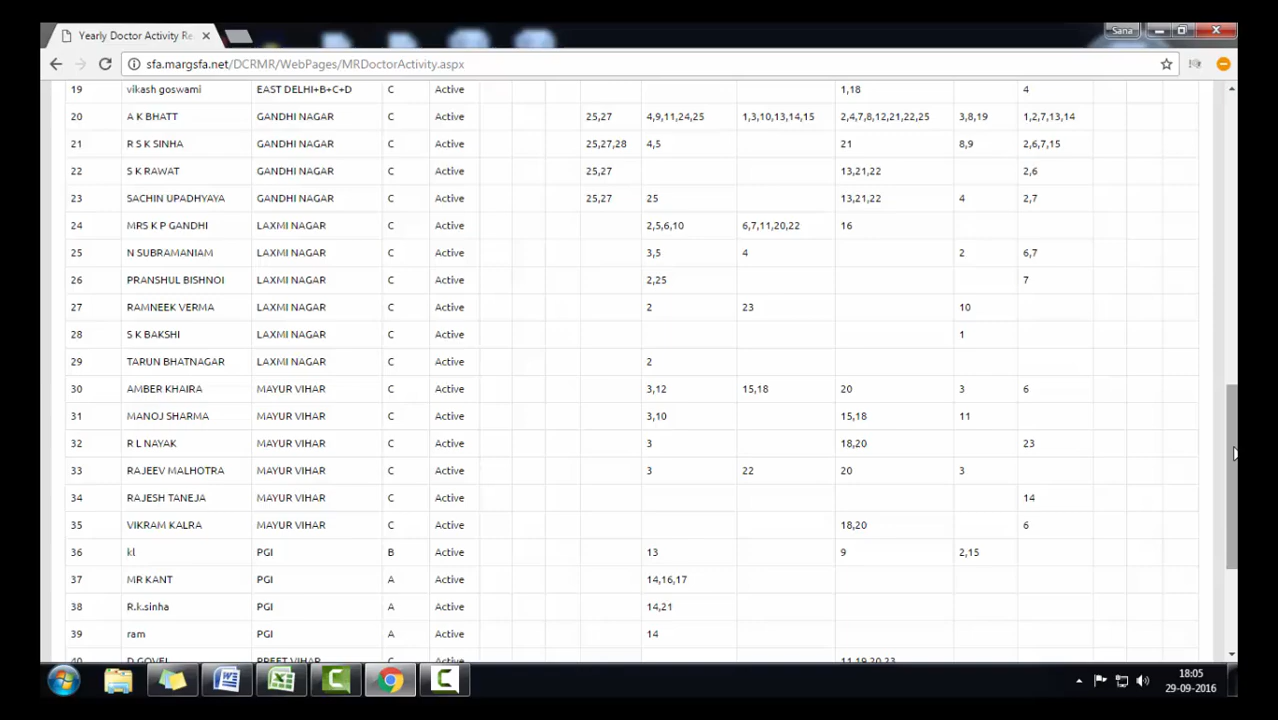 Yearly Doctor Activity Re
Sana
sfa.margsfa.net/DCRMR/WebPages/MRDoctorActivity.aspx
19 vikash goswami EAST DELHI+B+C+D C Active 1,18 4
20 A K BHATT GANDHI NAGAR C Active 25,27 4,9,11,24,25 1,3,10,13,14,15 2,4,7,8,12,21,22,25 3,8,19 1,2,7,13,14
21 R S K SINHA GANDHI NAGAR C Active 25,27,28 4,5 21 8,9 2,6,7,15
22 S K RAWAT GANDHI NAGAR C Active 25,27 13,21,22 2,6
23 SACHIN UPADHYAYA GANDHI NAGAR C Active 25,27 25 13,21,22 4 2,7
24 MRS K P GANDHI LAXMI NAGAR C Active 2,5,6,10 6,7,11,20,22 16
25 N SUBRAMANIAM LAXMI NAGAR C Active 3,5 4 2 6,7
26 PRANSHUL BISHNOI LAXMI NAGAR C Active 2,25 7
27 RAMNEEK VERMA LAXMI NAGAR C Active 2 23 10
28 S K BAKSHI LAXMI NAGAR C Active 1
29 TARUN BHATNAGAR LAXMI NAGAR C Active 2
30 AMBER KHAIRA MAYUR VIHAR C Active 3,12 15,18 20 3 6
31 MANOJ SHARMA MAYUR VIHAR C Active 3,10 15,18 11
32 R L NAYAK MAYUR VIHAR C Active 3 18,20 23
33 RAJEEV MALHOTRA MAYUR VIHAR C Active 3 22 20 3
34 RAJESH TANEJA MAYUR VIHAR C Active 14
35 VIKRAM KALRA MAYUR VIHAR C Active 18,20 6
36 kl PGI B Active 13 9 2,15
37 MR KANT PGI A Active 14,16,17
38 R.k.sinha PGI A Active 14,21
39 ram PGI A Active 14
40 D GOYEL PREET VIHAR C Active 11,19,20,23
18:05
29-09-2016